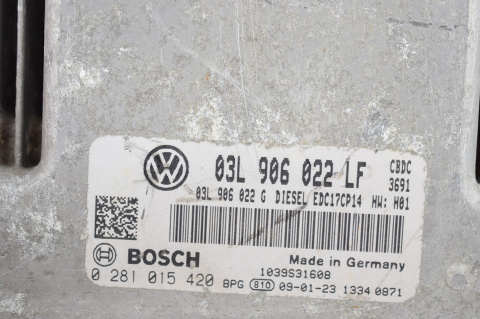 03L 906 022 LF CBDC
3691
03L 906 022 G DIESEL EDC17CP14 HW: H01
BOSCH Made in Germany
1039S31608
0 281 015 420 BPG 810 09-01-23 1334 0871